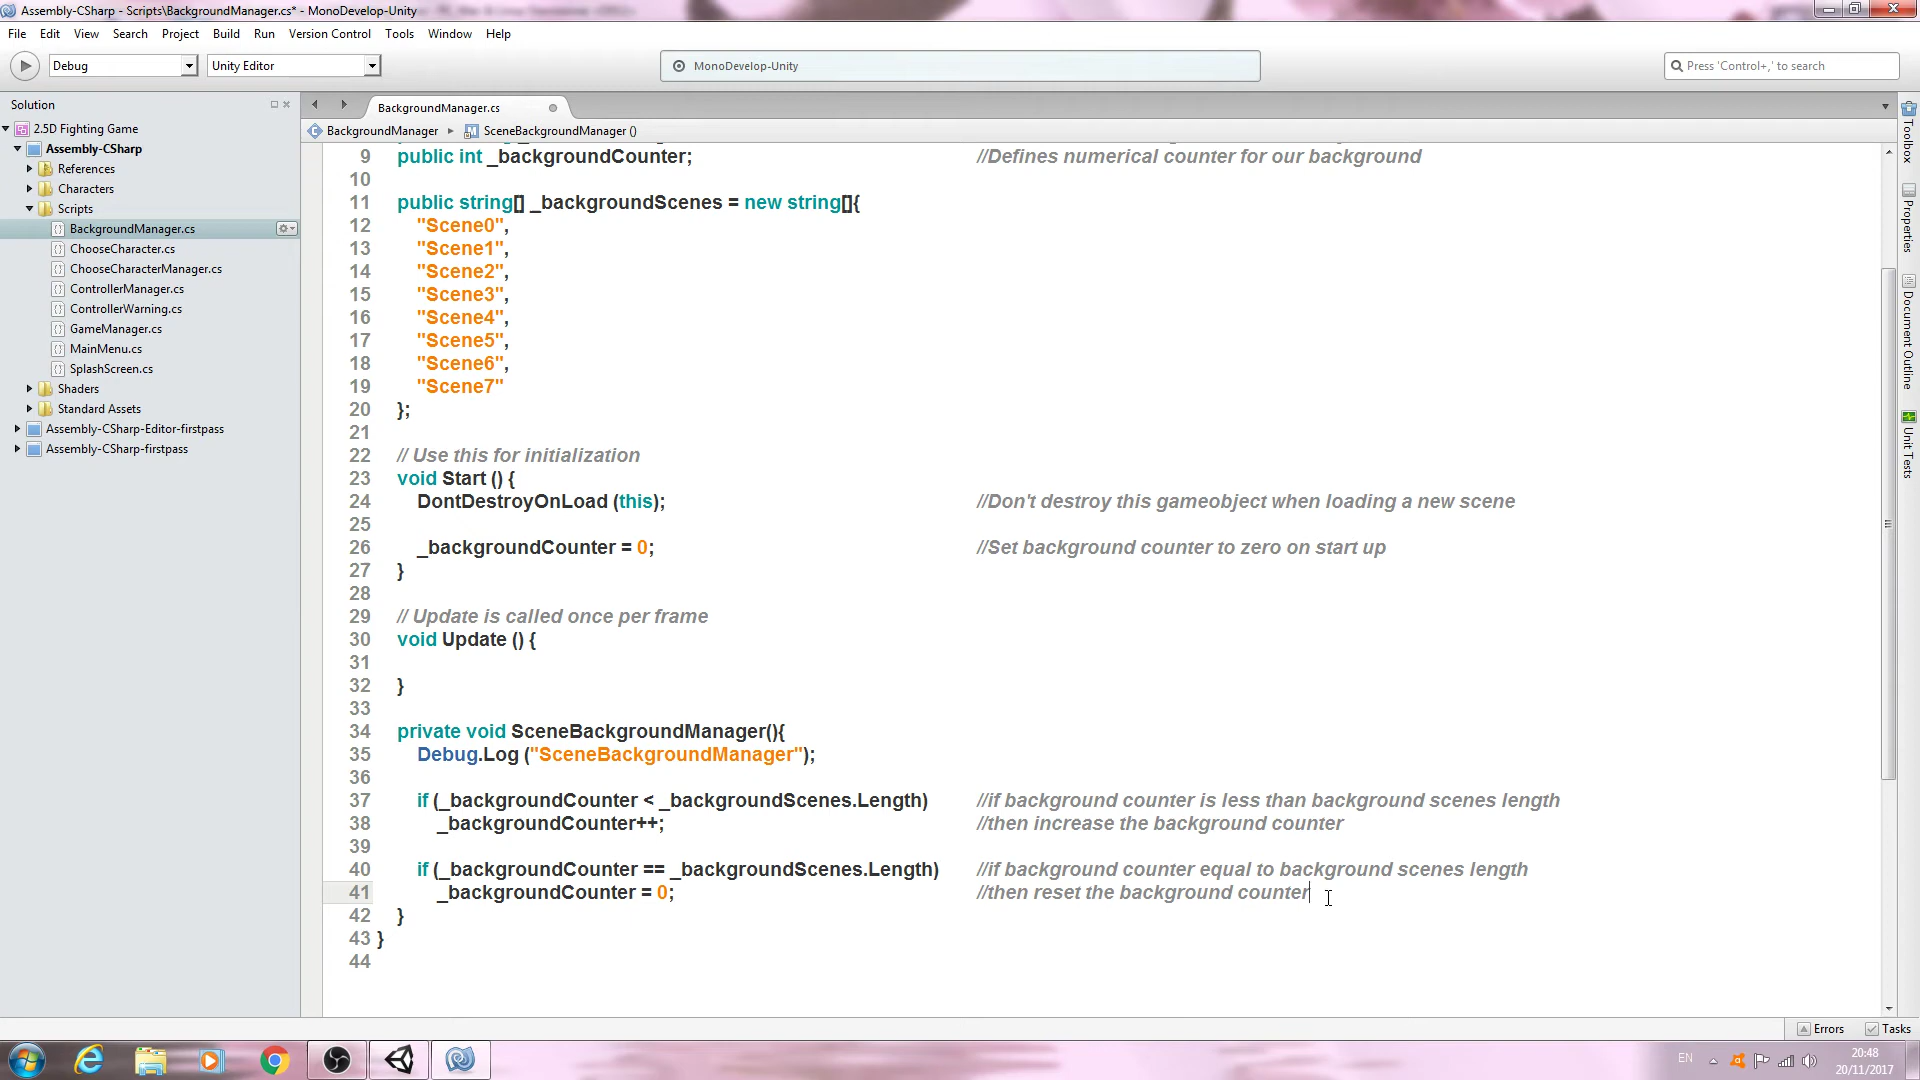 Assembly-CSharp - Scripts\BackgroundManager.cs* - MonoDevelop-Unity
File Edit View Search Project Build Run Version Control Tools Window Help
Debug Unity Editor MonoDevelop-Unity Press 'Control+,' to search
Solution
2.5D Fighting Game
Assembly-CSharp
References
Characters
Scripts
BackgroundManager.cs
ChooseCharacter.cs
ChooseCharacterManager.cs
ControllerManager.cs
ControllerWarning.cs
GameManager.cs
MainMenu.cs
SplashScreen.cs
Shaders
Standard Assets
Assembly-CSharp-Editor-firstpass
Assembly-CSharp-firstpass
BackgroundManager.cs
BackgroundManager SceneBackgroundManager ()
9 public int _backgroundCounter; //Defines numerical counter for our background
10
11 public string[] _backgroundScenes = new string[]{
12 "Scene0",
13 "Scene1",
14 "Scene2",
15 "Scene3",
16 "Scene4",
17 "Scene5",
18 "Scene6",
19 "Scene7"
20 };
21
22 // Use this for initialization
23 void Start () {
24 DontDestroyOnLoad (this); //Don't destroy this gameobject when loading a new scene
25
26 _backgroundCounter = 0; //Set background counter to zero on start up
27 }
28
29 // Update is called once per frame
30 void Update () {
31
32 }
33
34 private void SceneBackgroundManager(){
35 Debug.Log ("SceneBackgroundManager");
36
37 if (_backgroundCounter < _backgroundScenes.Length) //if background counter is less than background scenes length
38 _backgroundCounter++; //then increase the background counter
39
40 if (_backgroundCounter == _backgroundScenes.Length) //if background counter equal to background scenes length
41 _backgroundCounter = 0; //then reset the background counter
42 }
43 }
44
Toolbox
Properties
Document Outline
Unit Tests
Errors Tasks
EN
20:48
20/11/2017